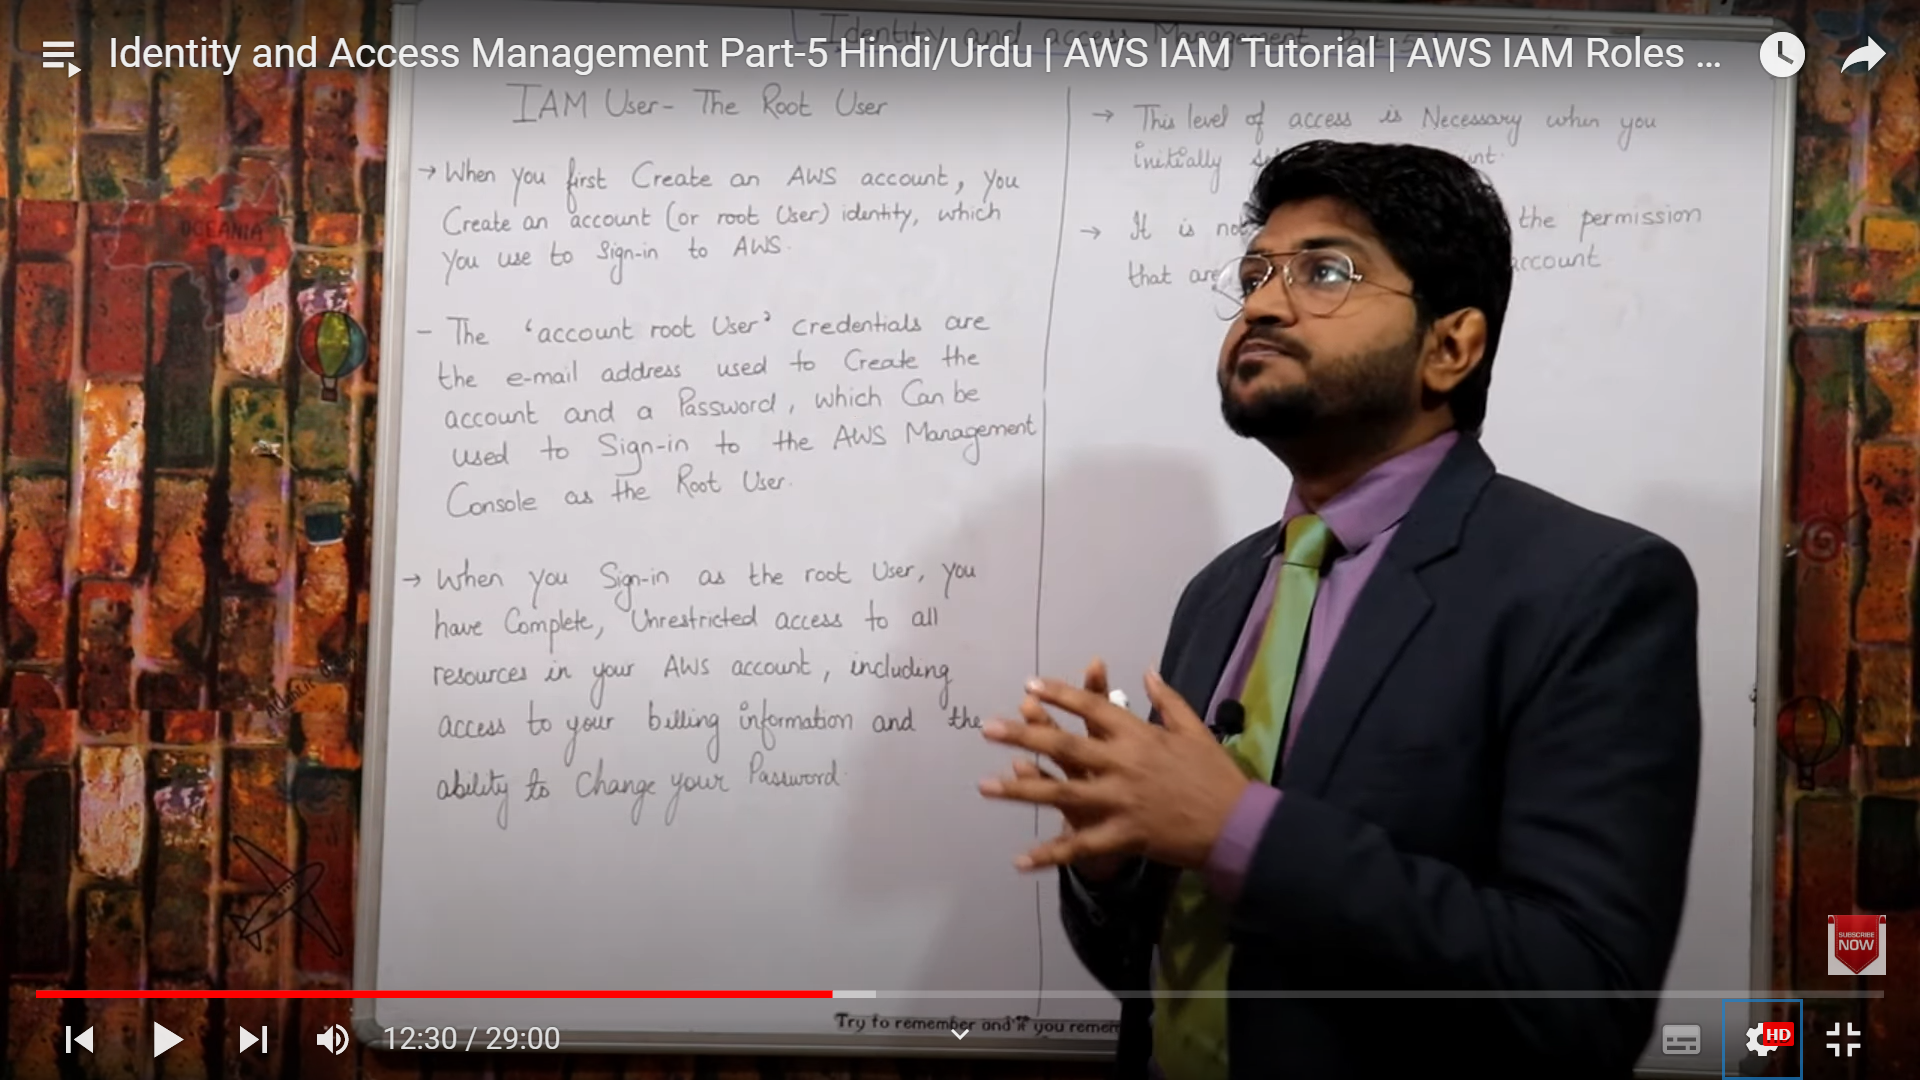 Identity and access Management Part 5
Identity and Access Management Part-5 Hindi/Urdu | AWS IAM Tutorial | AWS IAM Roles ...
IAM User- The Root User
→ When you first Create an AWS account, you
Create an account (or root User) identity, which
you use to Sign-in to AWS.
- The 'account root User' credentials are
the e-mail address used to Create the
account and a Password, which Can be
used to Sign-in to the AWS Management
Console as the Root User.
→ When you Sign-in as the root User, you
have Complete, Unrestricted access to all
resources in your AWS account, including
access to your billing information and the
ability to Change your Password.
→ This level of access is Necessary when you
initially
→ It is the permission
that are account
OCEANIA
Try to remember and if you remem
SUBSCRIBE
NOW
12:30 / 29:00
HD